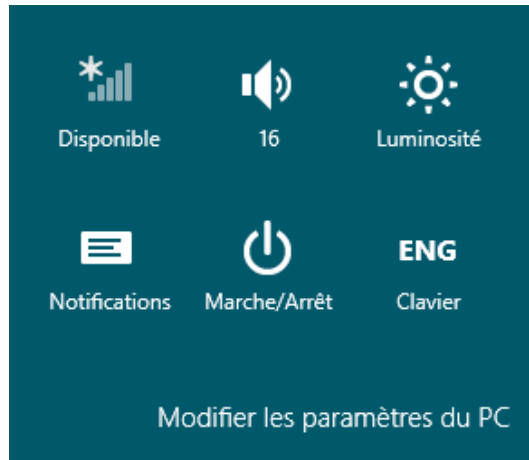 Disponible
16
Luminosité
Notifications
Marche/Arrêt
ENG
Clavier
Modifier les paramètres du PC